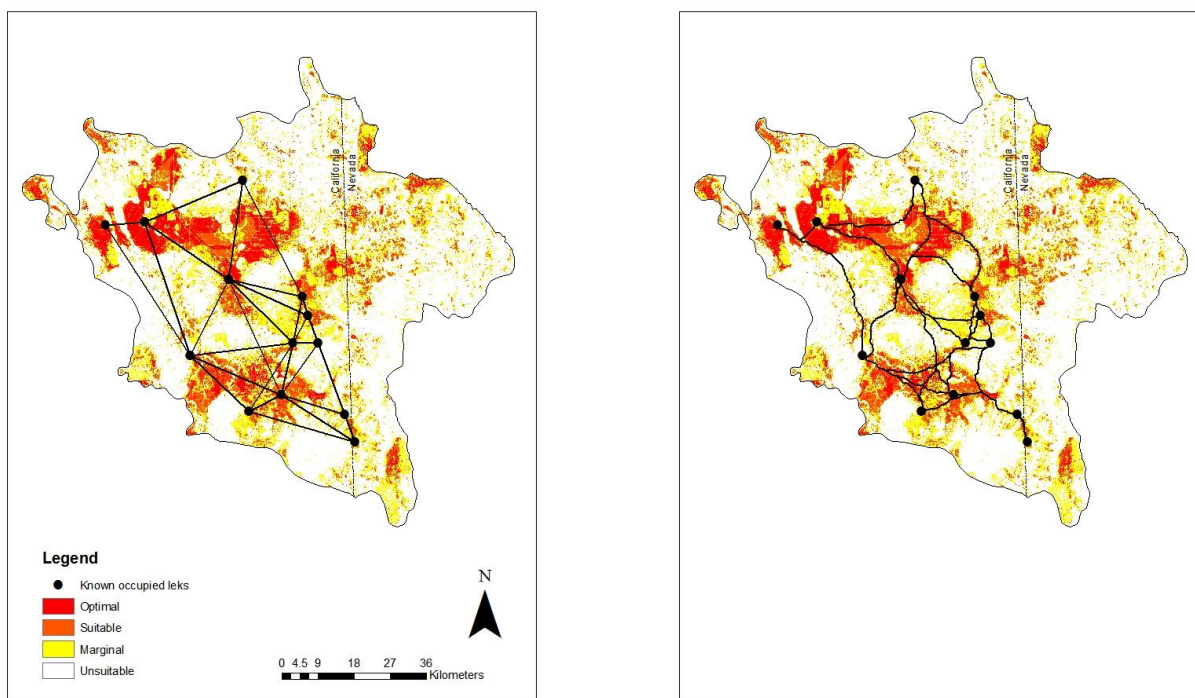 California
Nevada
California
Nevada
Legend
Known occupied leks
Optimal
Suitable
Marginal
Unsuitable
N
0 4.5 9 18 27 36
Kilometers